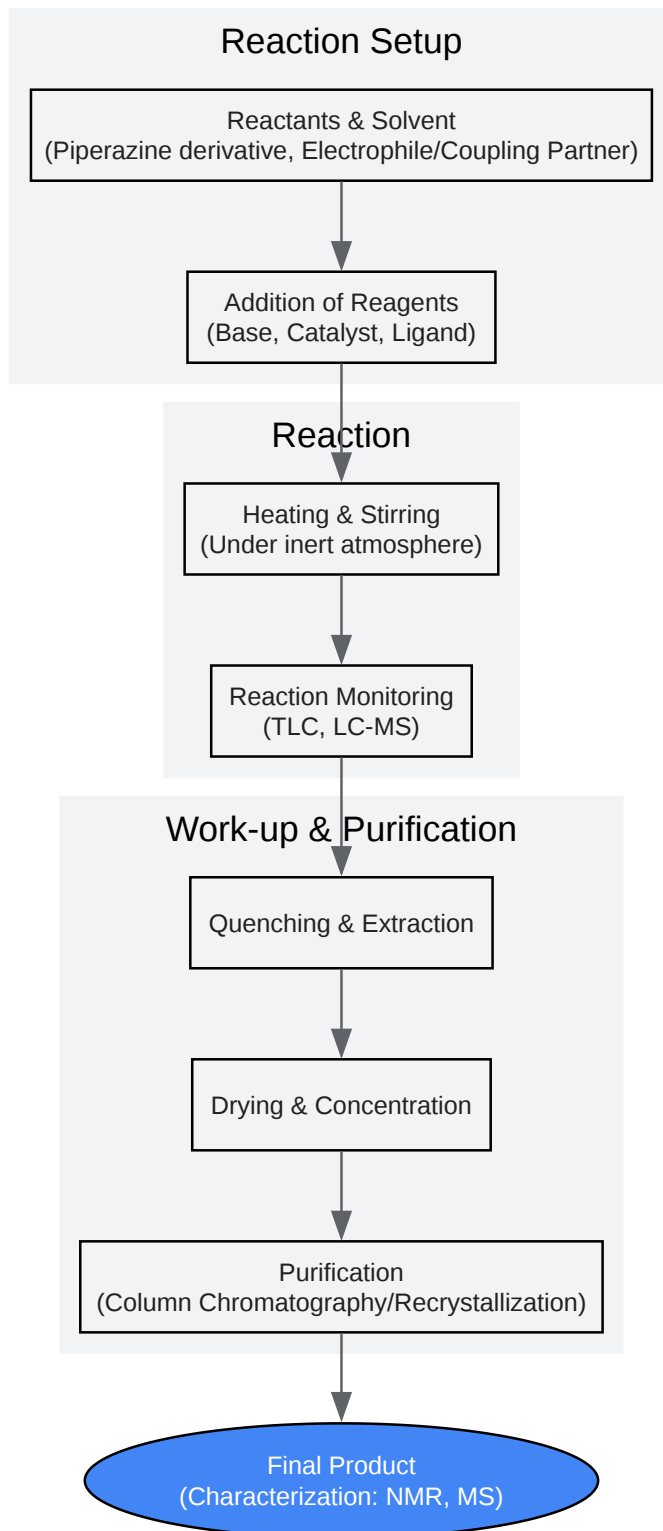 Reaction Setup
Reactants & Solvent
(Piperazine derivative, Electrophile/Coupling Partner)
Addition of Reagents
(Base, Catalyst, Ligand)
Reaction
Heating & Stirring
(Under inert atmosphere)
Reaction Monitoring
(TLC, LC-MS)
Work-up & Purification
Quenching & Extraction
Drying & Concentration
Purification
(Column Chromatography/Recrystallization)
Final Product
(Characterization: NMR, MS)